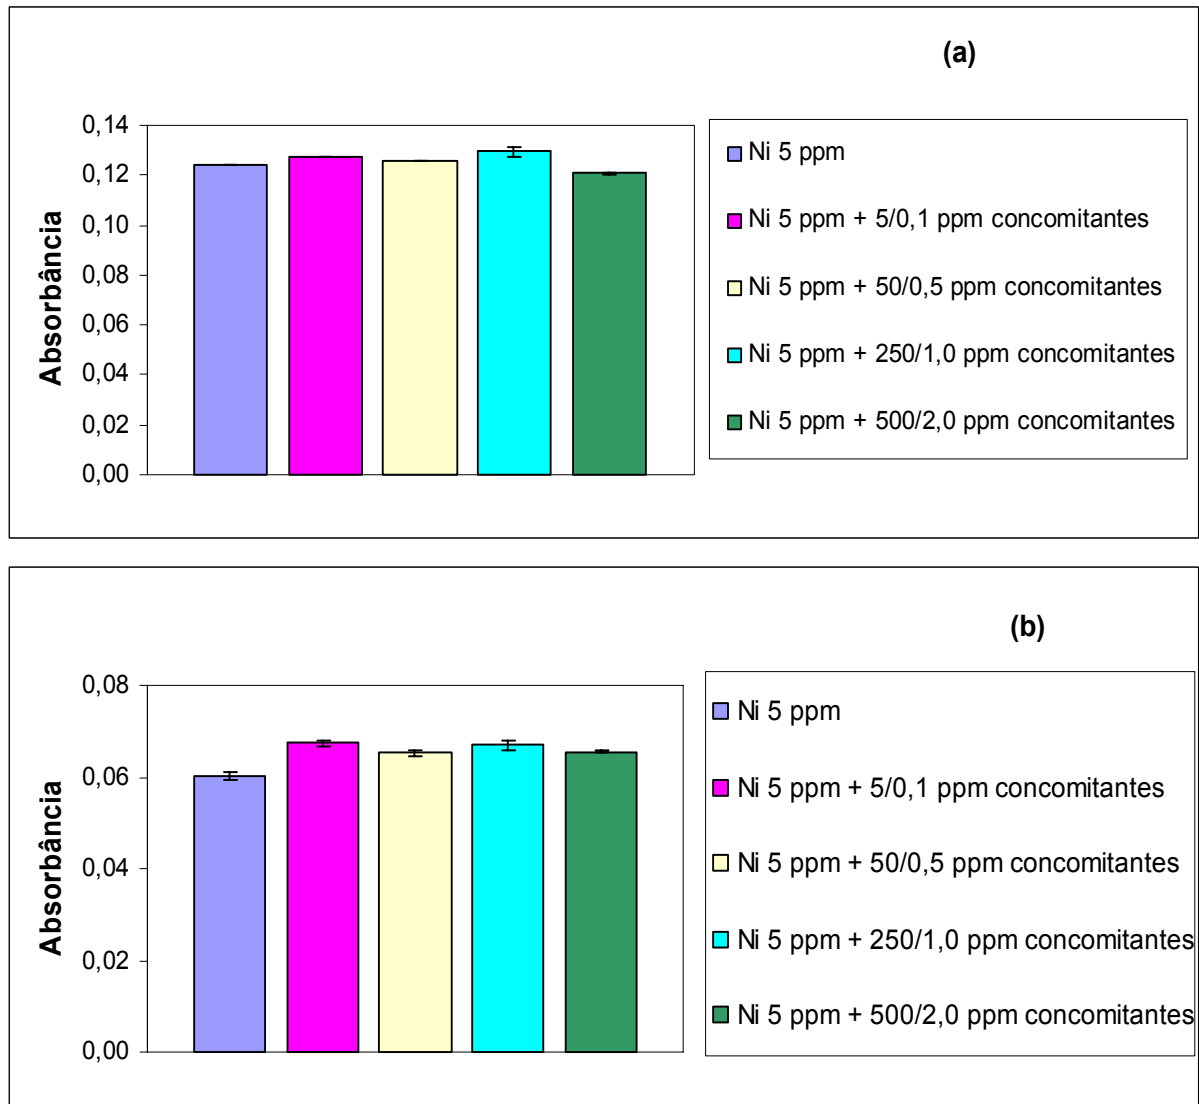 (a)
0,14
0,12
0,10
0,08
0,06
0,04
0,02
0,00
Absorbância
Ni 5 ppm
Ni 5 ppm + 5/0,1 ppm concomitantes
Ni 5 ppm + 50/0,5 ppm concomitantes
Ni 5 ppm + 250/1,0 ppm concomitantes
Ni 5 ppm + 500/2,0 ppm concomitantes
(b)
0,08
0,06
0,04
0,02
0,00
Absorbância
Ni 5 ppm
Ni 5 ppm + 5/0,1 ppm concomitantes
Ni 5 ppm + 50/0,5 ppm concomitantes
Ni 5 ppm + 250/1,0 ppm concomitantes
Ni 5 ppm + 500/2,0 ppm concomitantes